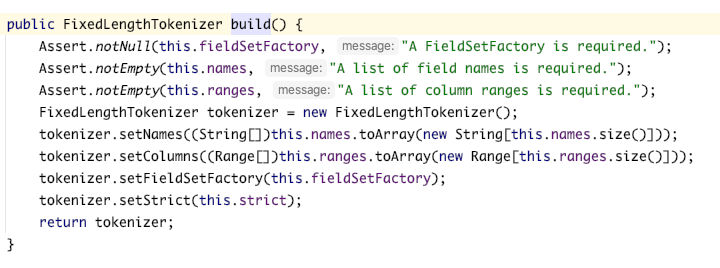 public FixedLengthTokenizer build() {
    Assert.notNull(this.fieldSetFactory, message: "A FieldSetFactory is required.");
    Assert.notEmpty(this.names, message: "A list of field names is required.");
    Assert.notEmpty(this.ranges, message: "A list of column ranges is required.");
    FixedLengthTokenizer tokenizer = new FixedLengthTokenizer();
    tokenizer.setNames((String[])this.names.toArray(new String[this.names.size()]));
    tokenizer.setColumns((Range[])this.ranges.toArray(new Range[this.ranges.size()]));
    tokenizer.setFieldSetFactory(this.fieldSetFactory);
    tokenizer.setStrict(this.strict);
    return tokenizer;
}